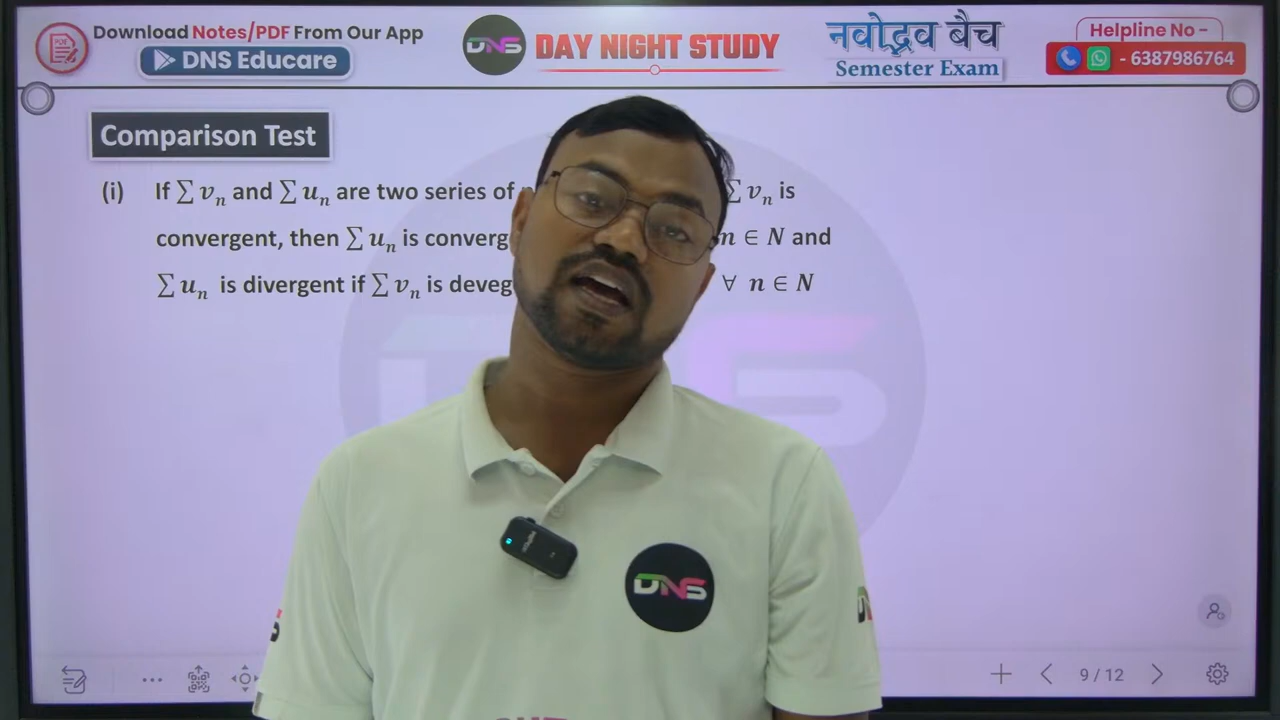 Download Notes/PDF From Our App
DNS Educare
DNS
DAY NIGHT STUDY
नवोद्भव बैच
Semester Exam
Helpline No -
- 6387986764
Comparison Test
(i) If ∑ vₙ and ∑ uₙ are two series of ∑ vₙ is
convergent, then ∑ uₙ is converg n ∈ N and
∑ uₙ is divergent if ∑ vₙ is deveg ∀ n ∈ N
DNS
9 / 12